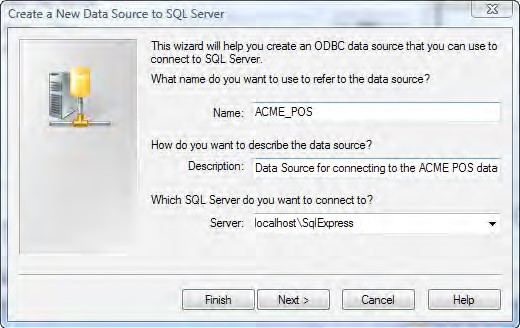 Create a New Data Source to SQL Server
This wizard will help you create an ODBC data source that you can use to
connect to SQL Server.
What name do you want to use to refer to the data source?
Name: ACME_POS
How do you want to describe the data source?
Description: Data Source for connecting to the ACME POS data
Which SQL Server do you want to connect to?
Server: localhost\SqlExpress
Finish Next > Cancel Help